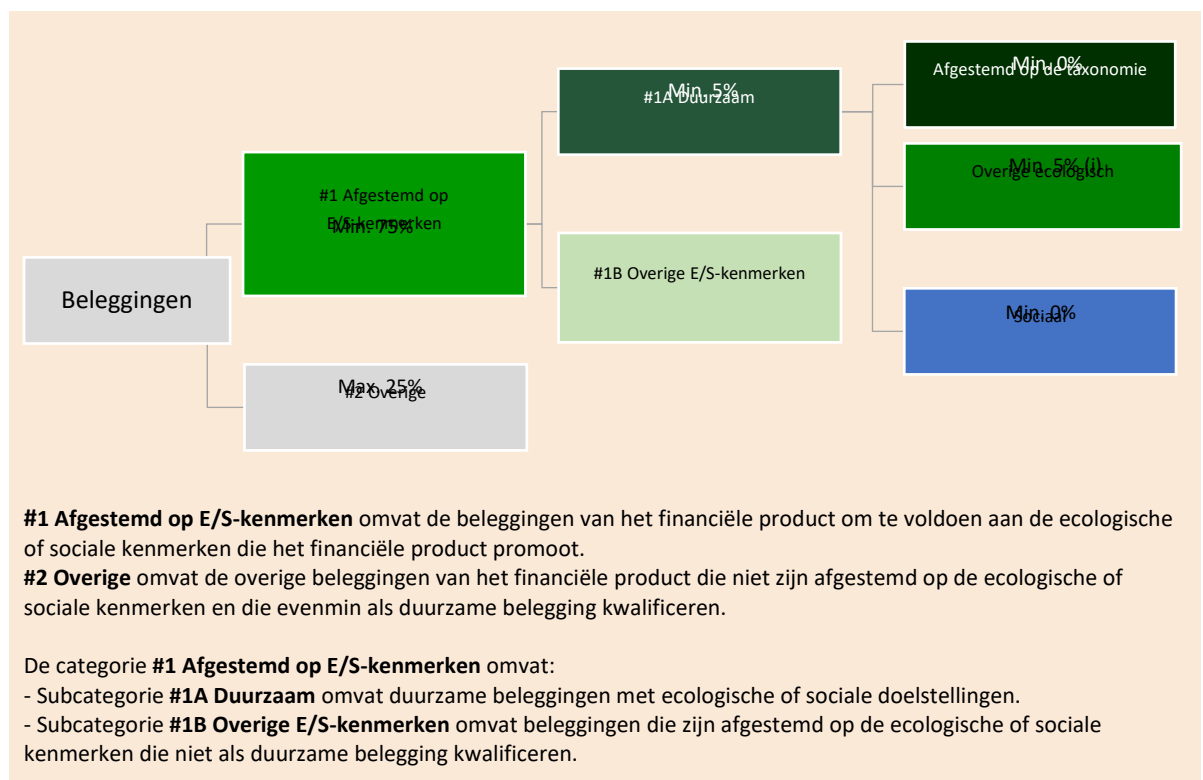 Min. 0%
Afgestemd op de taxonomie
Min. 5%
#1A Duurzaam
Min. 5% (i)
Overige ecologisch
#1 Afgestemd op
E/S-kenmerken
Min. 75%
#1B Overige E/S-kenmerken
Beleggingen
Min. 0%
Sociaal
Max. 25%
#2 Overige
#1 Afgestemd op E/S-kenmerken omvat de beleggingen van het financiële product om te voldoen aan de ecologische
of sociale kenmerken die het financiële product promoot.
#2 Overige omvat de overige beleggingen van het financiële product die niet zijn afgestemd op de ecologische of
sociale kenmerken en die evenmin als duurzame belegging kwalificeren.
De categorie #1 Afgestemd op E/S-kenmerken omvat:
- Subcategorie #1A Duurzaam omvat duurzame beleggingen met ecologische of sociale doelstellingen.
- Subcategorie #1B Overige E/S-kenmerken omvat beleggingen die zijn afgestemd op de ecologische of sociale
kenmerken die niet als duurzame belegging kwalificeren.